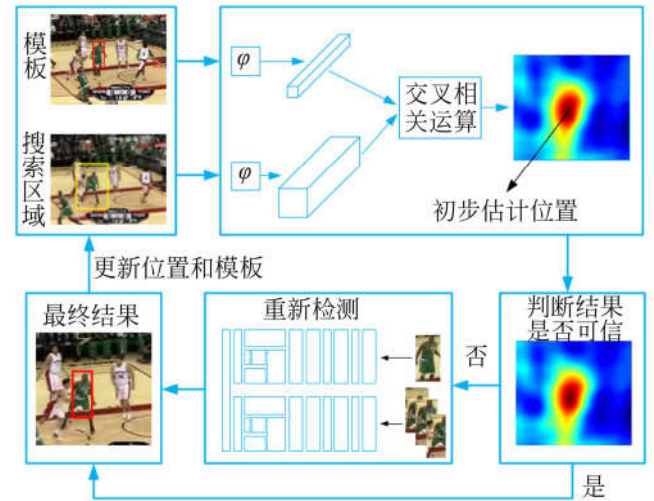 模板
搜索区域
φ
φ
交叉相
关运算
初步估计位置
更新位置和模板
最终结果
重新检测
否
判断结果
是否可信
是